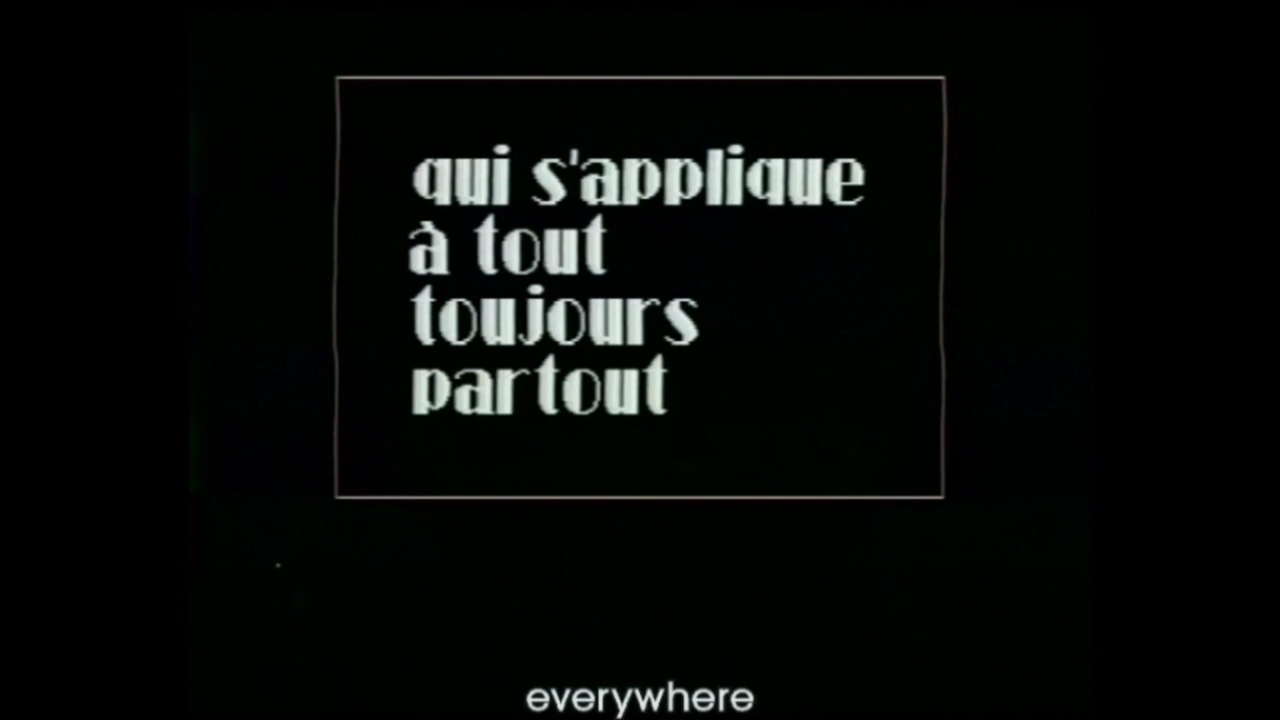 qui s'applique
à tout
toujours
partout
everywhere